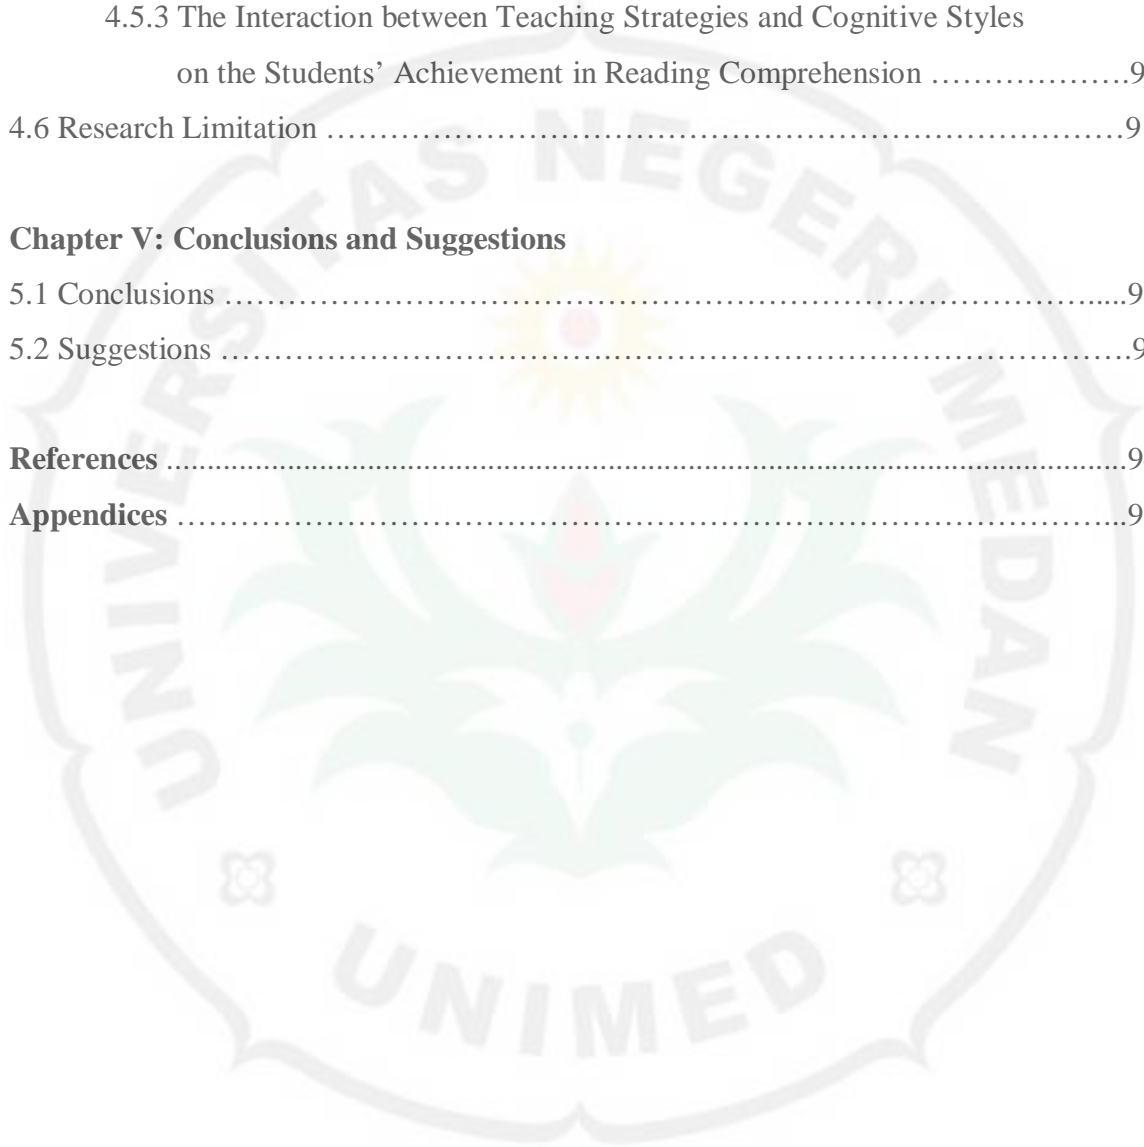 4.5.3 The Interaction between Teaching Strategies and Cognitive Styles
on the Students’ Achievement in Reading Comprehension ……………….9
4.6 Research Limitation …………………………………………………………………9
Chapter V: Conclusions and Suggestions
5.1 Conclusions ……………………………………………………………………….....9
5.2 Suggestions ………………………………………………………………………….9
References ....................................................................................................................9
Appendices ……………………………………………………………………………...9
UNIVERSITAS NEGERI MEDAN
UNIMED